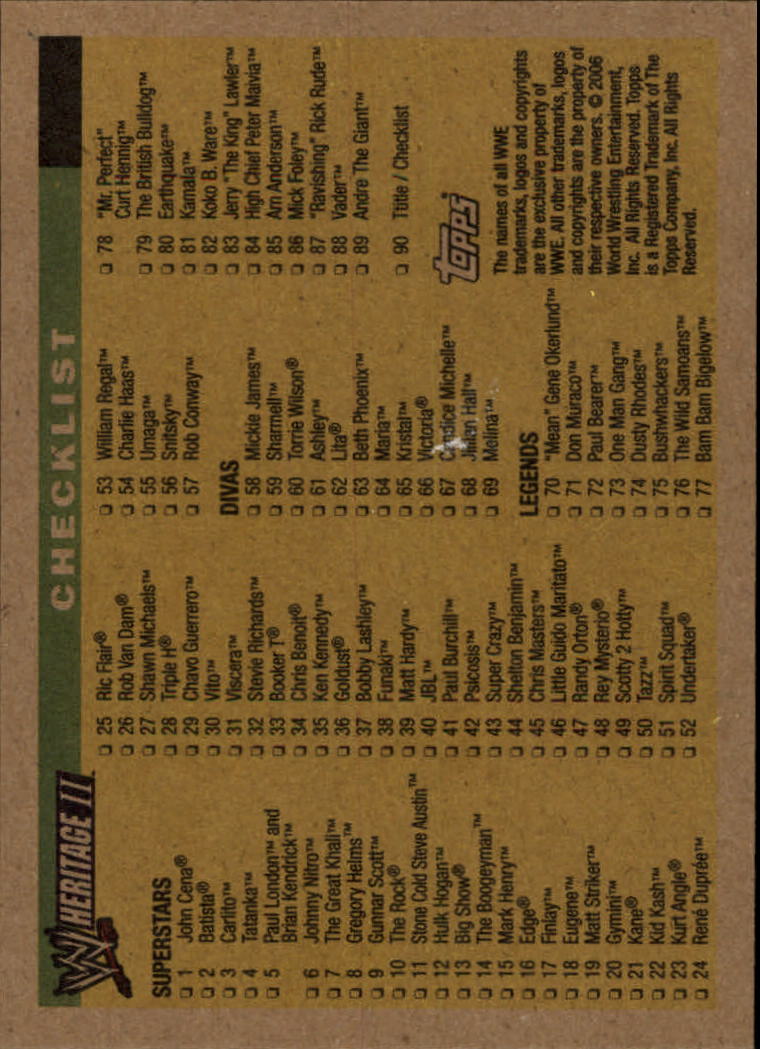 WW HERITAGE III
CHECKLIST
SUPERSTARS
1 John Cena®
2 Batista®
3 Carlito™
4 Tatanka™
5 Paul London™ and
Brian Kendrick™
6 Johnny Nitro™
7 The Great Khali™
8 Gregory Helms™
9 Gunnar Scott™
10 The Rock®
11 Stone Cold Steve Austin™
12 Hulk Hogan™
13 Big Show®
14 The Boogeyman™
15 Mark Henry™
16 Edge®
17 Finlay™
18 Eugene™
19 Matt Striker™
20 Gymini™
21 Kane®
22 Kid Kash™
23 Kurt Angle®
24 René Duprée™
25 Ric Flair®
26 Rob Van Dam®
27 Shawn Michaels™
28 Triple H®
29 Chavo Guerrero™
30 Vito™
31 Viscera™
32 Stevie Richards™
33 Booker T®
34 Chris Benoit®
35 Ken Kennedy™
36 Goldust®
37 Bobby Lashley™
38 Funaki™
39 Matt Hardy™
40 JBL™
41 Paul Burchill™
42 Psicosis™
43 Super Crazy™
44 Shelton Benjamin™
45 Chris Masters™
46 Little Guido Maritato™
47 Randy Orton®
48 Rey Mysterio®
49 Scotty 2 Hotty™
50 Tazz™
51 Spirit Squad™
52 Undertaker®
53 William Regal™
54 Charlie Haas™
55 Umaga™
56 Snitsky™
57 Rob Conway™
DIVAS
58 Mickie James™
59 Sharmell™
60 Torrie Wilson®
61 Ashley™
62 Lita®
63 Beth Phoenix™
64 Maria™
65 Kristal™
66 Victoria®
67 Candice Michelle™
68 Jillian Hall™
69 Melina™
LEGENDS
70 "Mean" Gene Okerlund™
71 Don Muraco™
72 Paul Bearer™
73 One Man Gang™
74 Dusty Rhodes™
75 Bushwhackers™
76 The Wild Samoans™
77 Bam Bam Bigelow™
78 "Mr. Perfect"
Curt Hennig™
79 The British Bulldog™
80 Earthquake™
81 Kamala™
82 Koko B. Ware™
83 Jerry "The King" Lawler™
84 High Chief Peter Maivia™
85 Arn Anderson™
86 Mick Foley™
87 "Ravishing" Rick Rude™
88 Vader™
89 Andre The Giant™
90 Tittle / Checklist
Topps
The names of all WWE
trademarks, logos and copyrights
are the exclusive property of
WWE. All other trademarks, logos
and copyrights are the property of
their respective owners. © 2006
World Wrestling Entertainment,
Inc. All Rights Reserved. Topps
is a Registered Trademark of The
Topps Company, Inc. All Rights
Reserved.